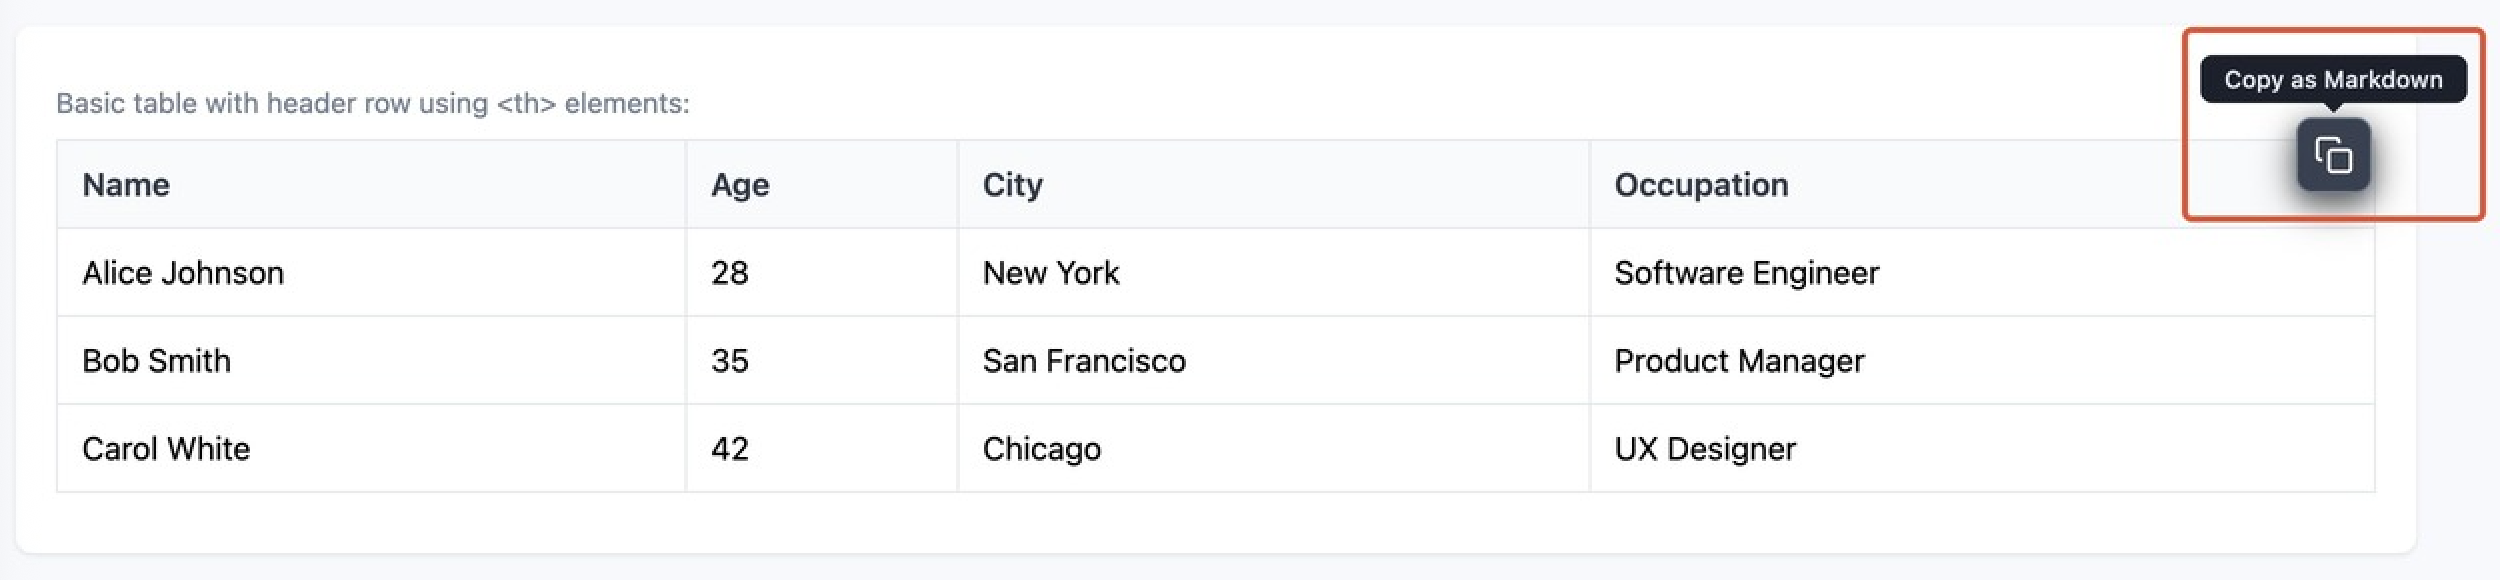 Copy as Markdown
Basic table with header row using <th> elements:
Name Age City Occupation
Alice Johnson 28 New York Software Engineer
Bob Smith 35 San Francisco Product Manager
Carol White 42 Chicago UX Designer